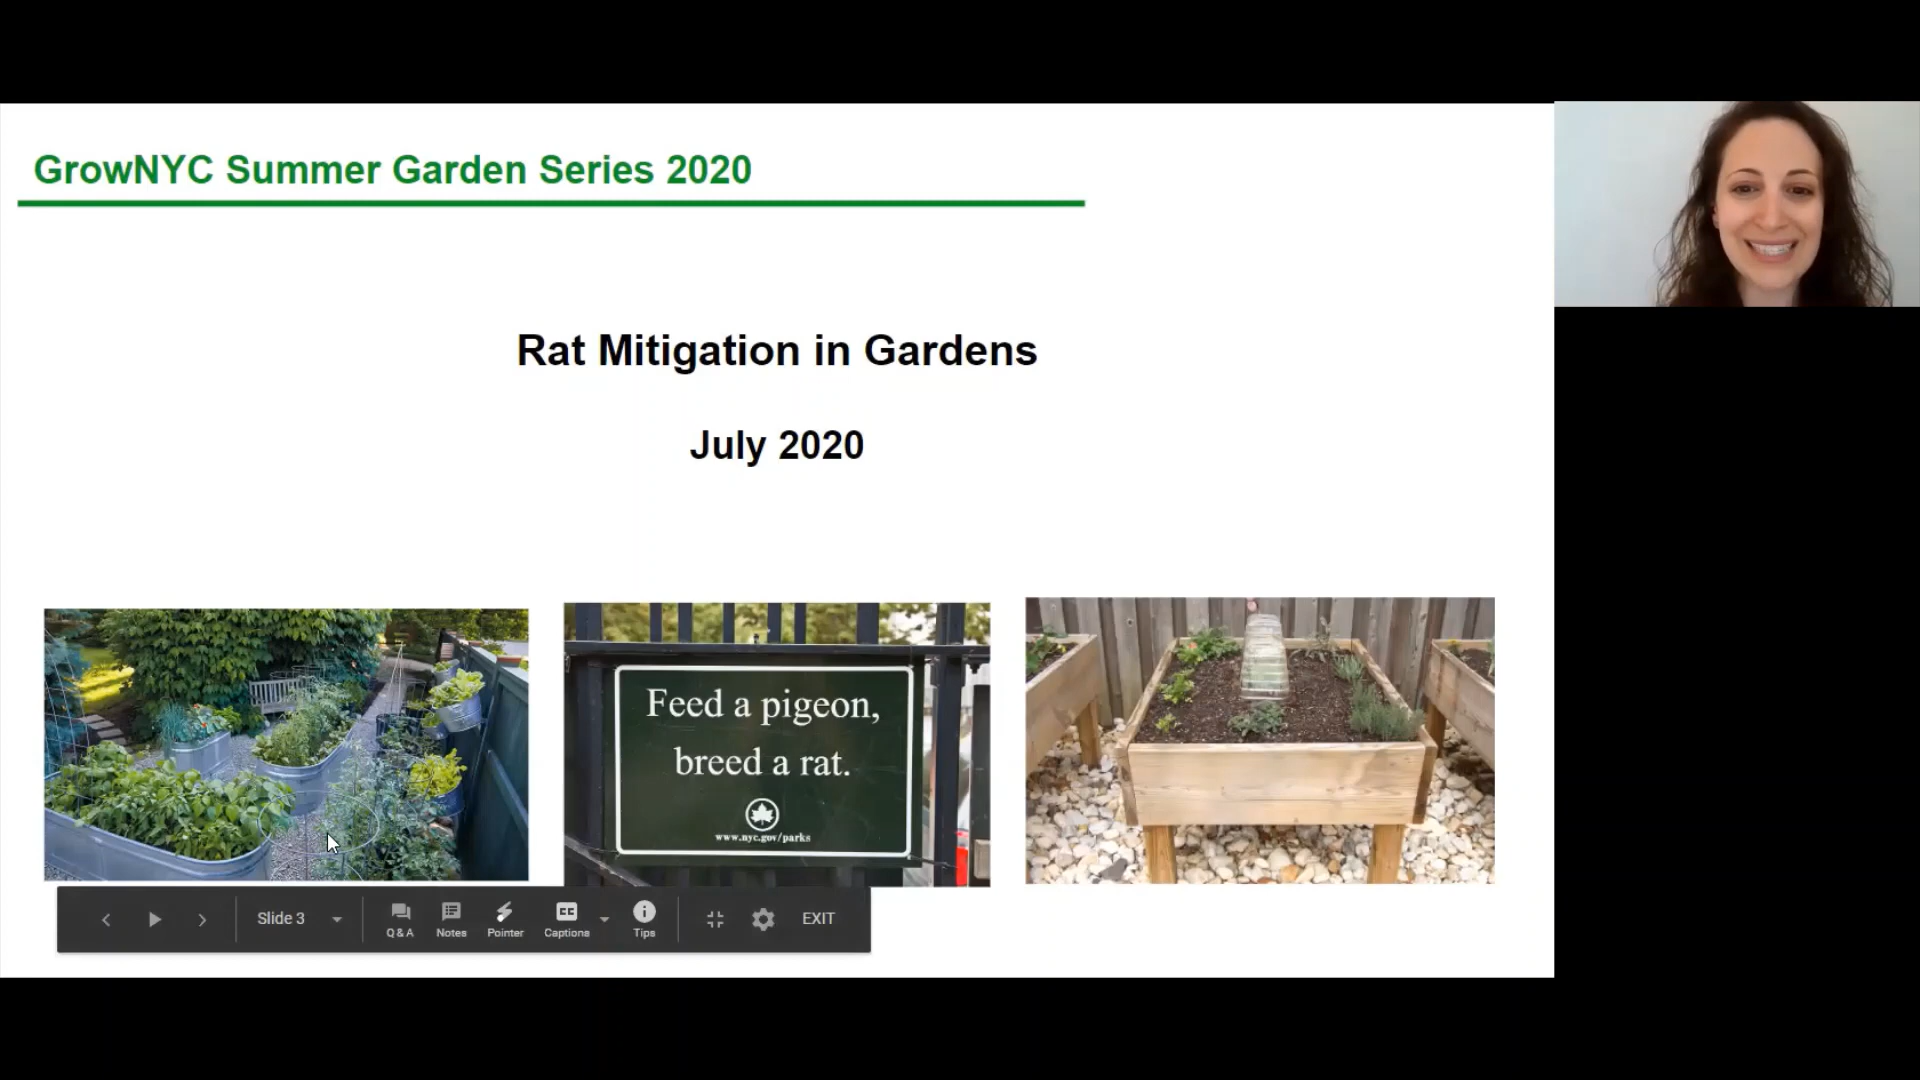 GrowNYC Summer Garden Series 2020
Rat Mitigation in Gardens
July 2020
Feed a pigeon,
breed a rat.
www.nyc.gov/parks
Slide 3
Q & A
Notes
Pointer
CC
Captions
Tips
EXIT